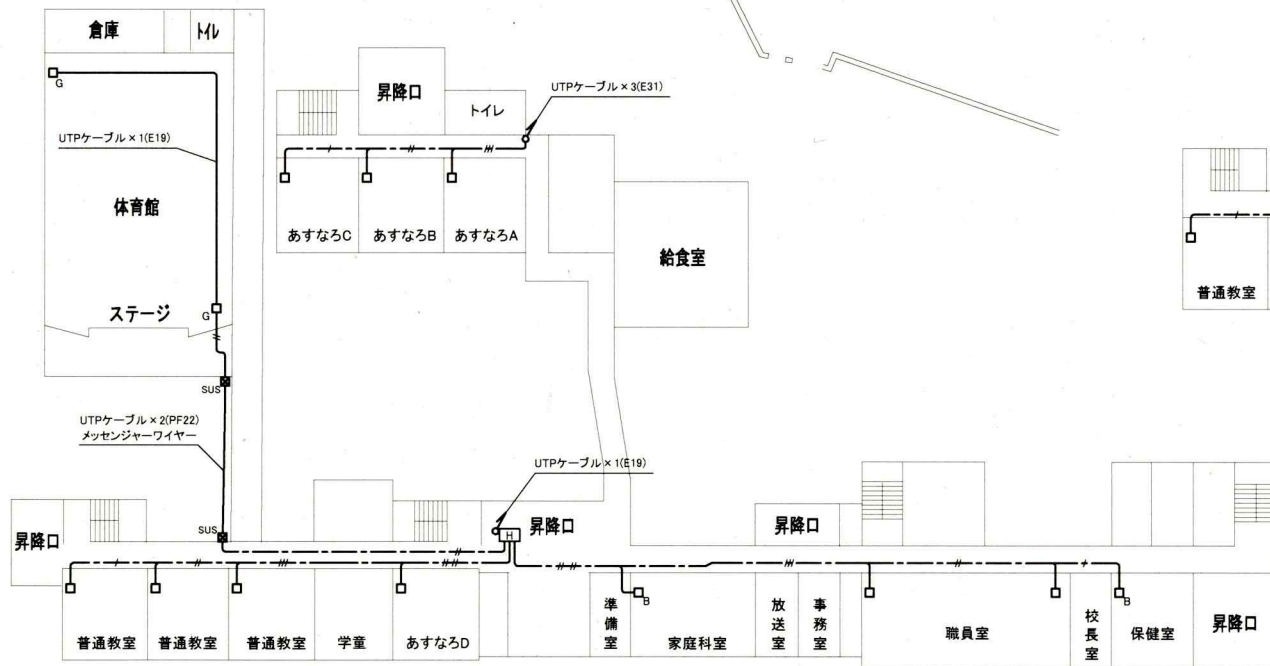 倉庫
トイレ
G
UTPケーブル×1(E19)
体育館
ステージ
G
SUS
UTPケーブル×2(PF22)
メッセンジャーワイヤー
SUS
昇降口
トイレ
UTPケーブル×3(E31)
あすなろC
あすなろB
あすなろA
給食室
普通教室
UTPケーブル×1(E19)
H
昇降口
昇降口
昇降口
普通教室
普通教室
普通教室
学童
あすなろD
準備室
B
家庭科室
放送室
事務室
職員室
校長室
B
保健室
昇降口